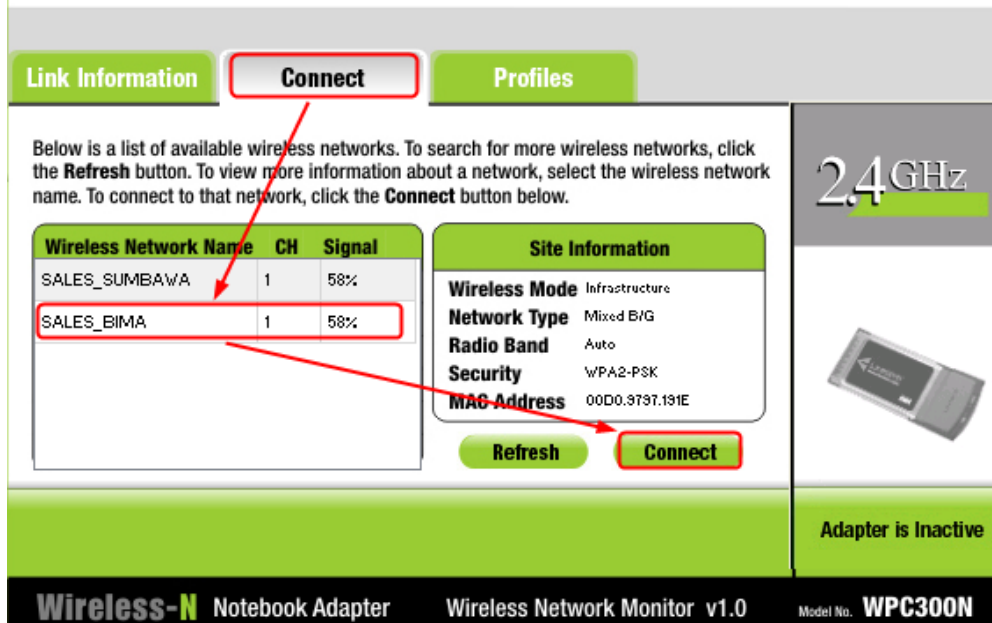 Link Information Connect Profiles
Below is a list of available wireless networks. To search for more wireless networks, click
the Refresh button. To view more information about a network, select the wireless network
name. To connect to that network, click the Connect button below.
2.4GHz
Wireless Network Name CH Signal
SALES_SUMBAWA 1 58%
SALES_BIMA 1 58%
Site Information
Wireless Mode Infrastructure
Network Type Mixed B/G
Radio Band Auto
Security WPA2-PSK
MAC Address 00D0.9797.191E
Refresh Connect
Adapter is Inactive
Wireless-N Notebook Adapter Wireless Network Monitor v1.0 Model No. WPC300N